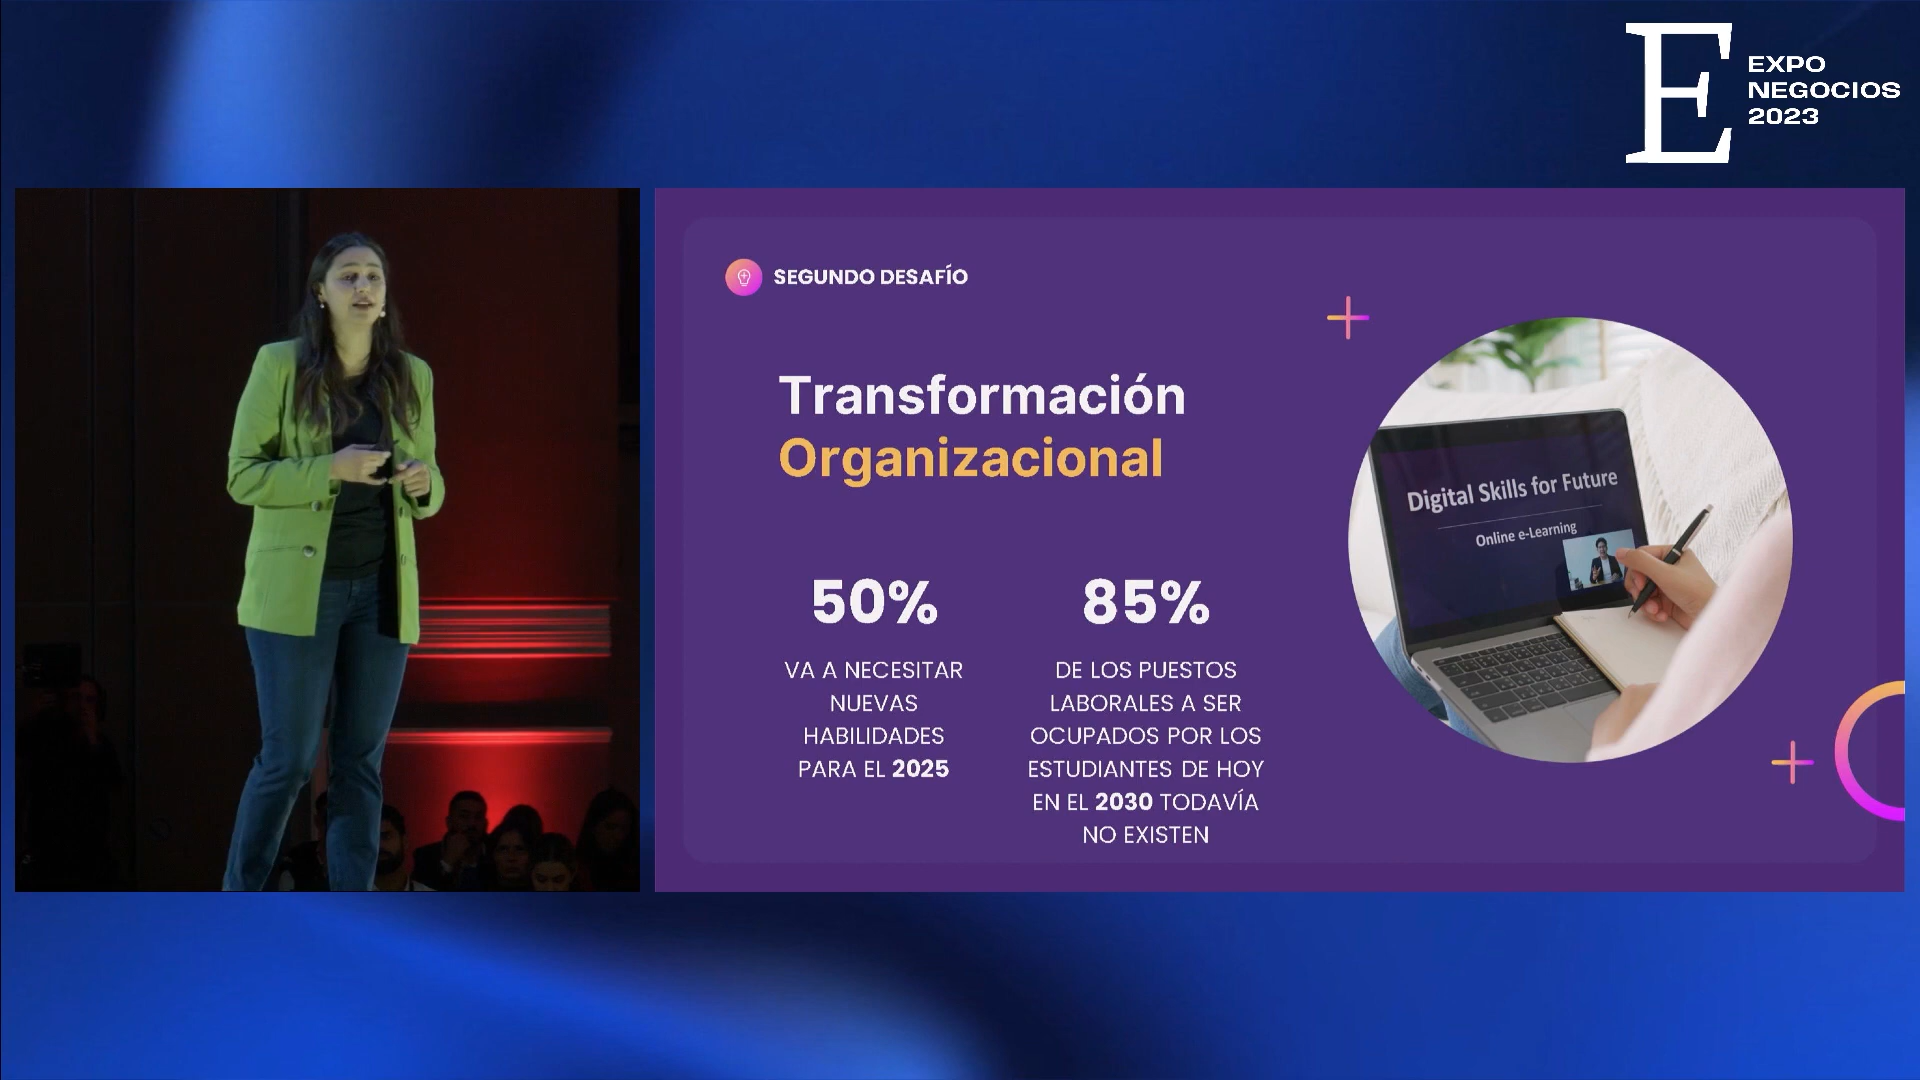 E
EXPO
NEGOCIOS
2023
SEGUNDO DESAFÍO
Transformación
Organizacional
50%
VA A NECESITAR
NUEVAS
HABILIDADES
PARA EL 2025
85%
DE LOS PUESTOS
LABORALES A SER
OCUPADOS POR LOS
ESTUDIANTES DE HOY
EN EL 2030 TODAVÍA
NO EXISTEN
Digital Skills for Future
Online e-Learning